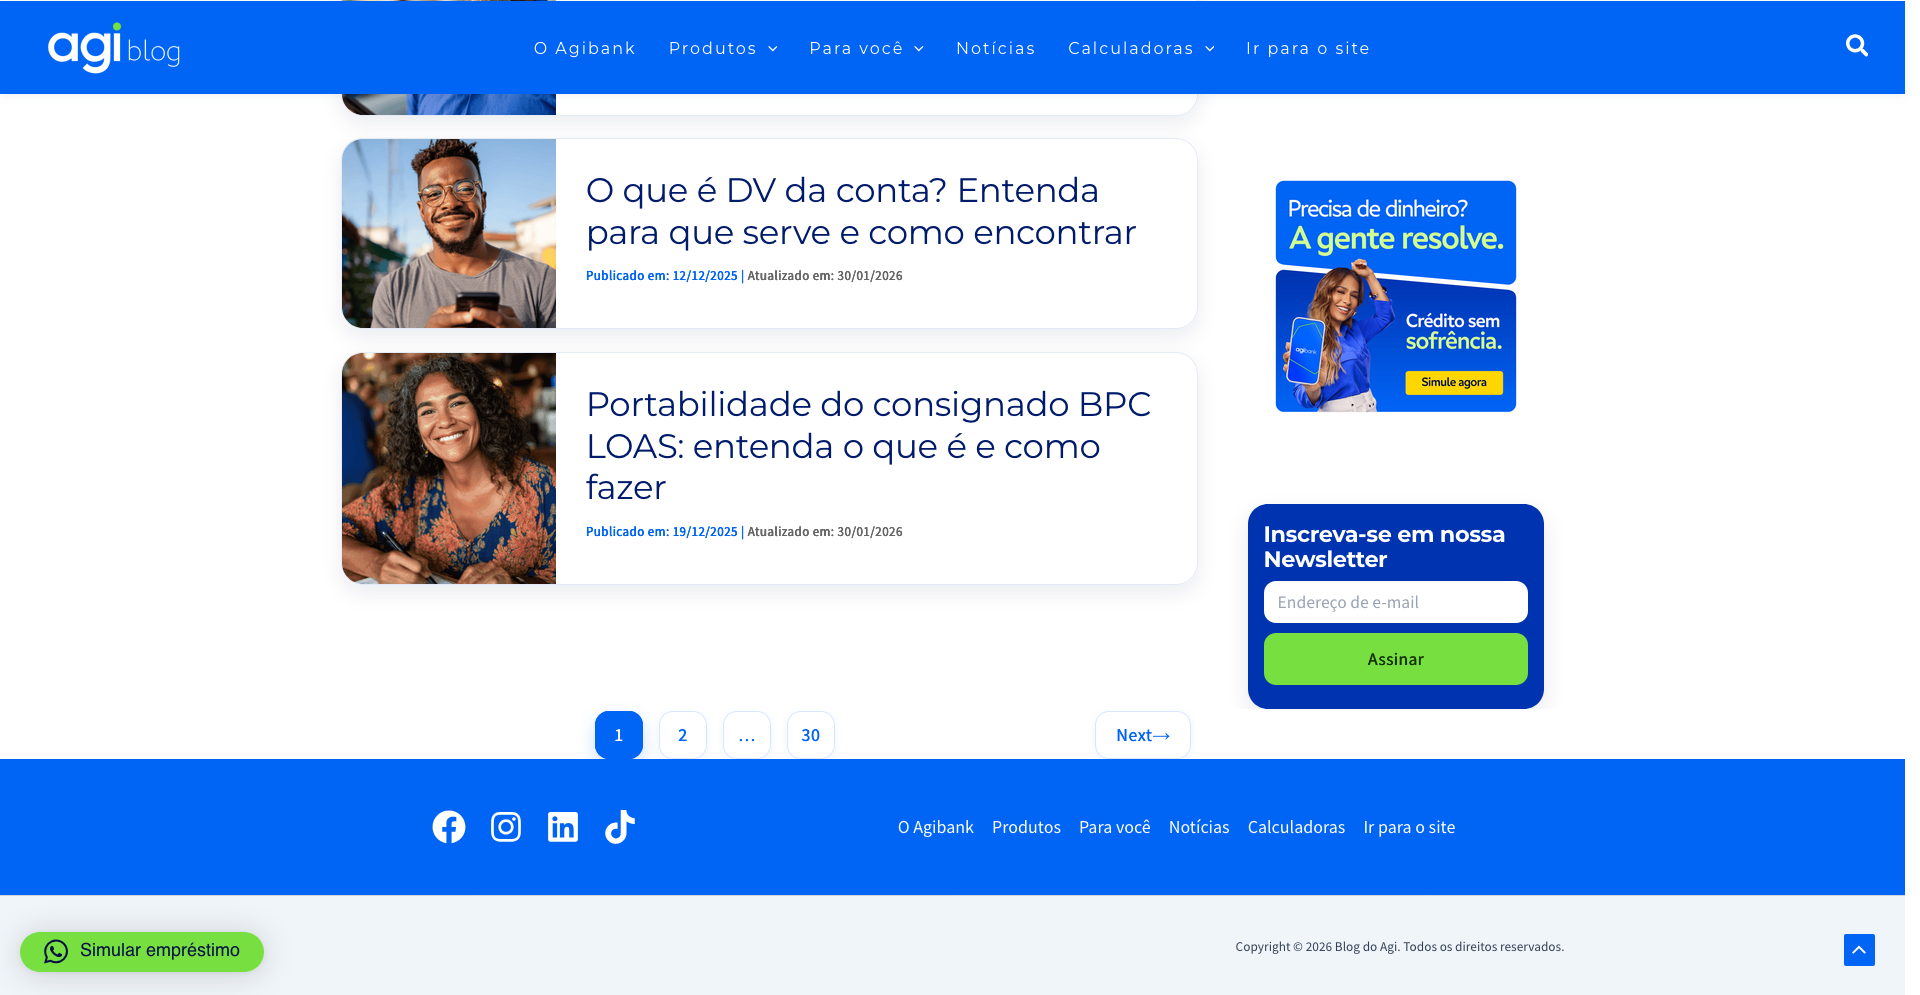 agi blog
O Agibank
Produtos
Para você
Notícias
Calculadoras
Ir para o site
O que é DV da conta? Entenda
para que serve e como encontrar
Publicado em: 12/12/2025 | Atualizado em: 30/01/2026
Portabilidade do consignado BPC
LOAS: entenda o que é e como
fazer
Publicado em: 19/12/2025 | Atualizado em: 30/01/2026
Precisa de dinheiro?
A gente resolve.
agibank
Crédito sem
sofrência.
Simule agora
Inscreva-se em nossa
Newsletter
Endereço de e-mail
Assinar
1
2
…
30
Next→
O Agibank
Produtos
Para você
Notícias
Calculadoras
Ir para o site
Simular empréstimo
Copyright © 2026 Blog do Agi. Todos os direitos reservados.